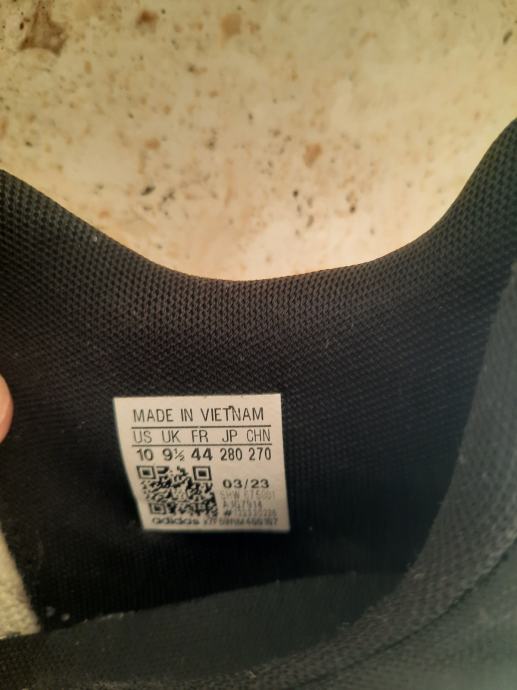 MADE IN VIETNAM
US UK FR JP CHN
10 9½ 44 280 270
03/23
adidas